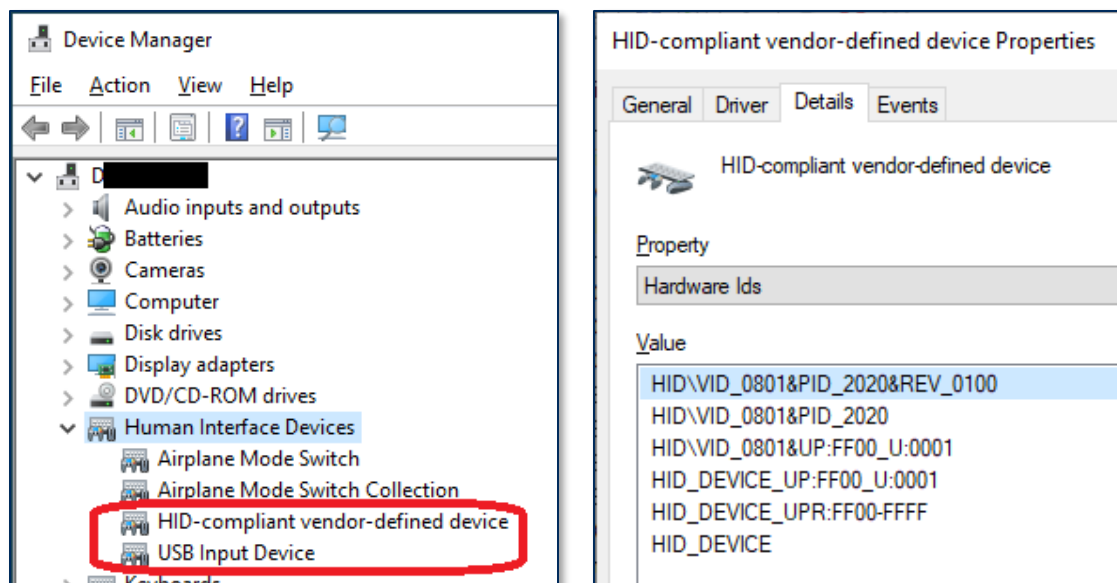 Device Manager
File Action View Help
D
Audio inputs and outputs
Batteries
Cameras
Computer
Disk drives
Display adapters
DVD/CD-ROM drives
Human Interface Devices
Airplane Mode Switch
Airplane Mode Switch Collection
HID-compliant vendor-defined device
USB Input Device
Keyboards
HID-compliant vendor-defined device Properties
General Driver Details Events
HID-compliant vendor-defined device
Property
Hardware Ids
Value
HID\VID_0801&PID_2020&REV_0100
HID\VID_0801&PID_2020
HID\VID_0801&UP:FF00_U:0001
HID_DEVICE_UP:FF00_U:0001
HID_DEVICE_UPR:FF00-FFFF
HID_DEVICE